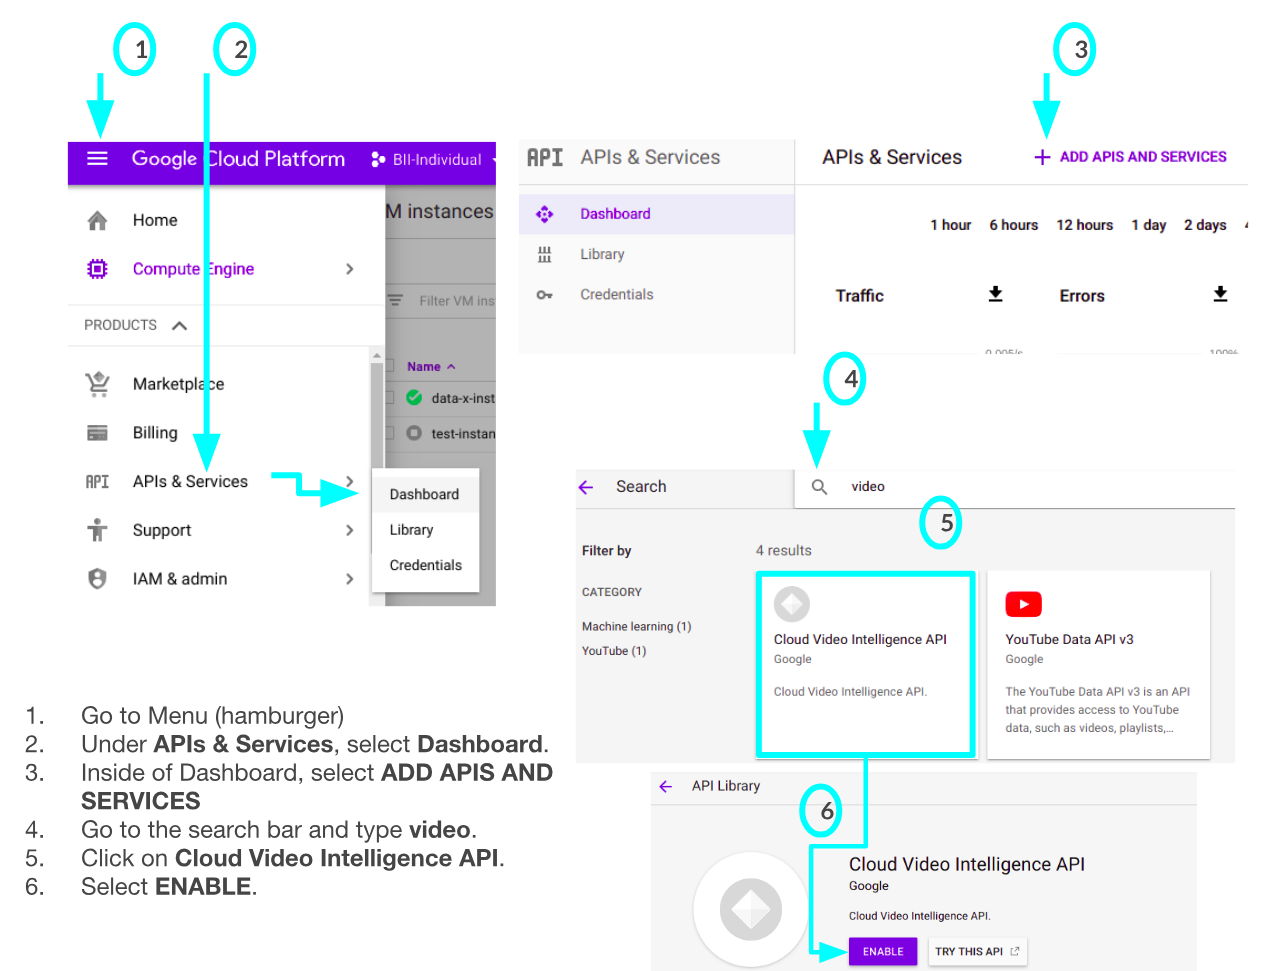 1
2
3
Google Cloud Platform
BII-Individual
Home
Compute Engine
PRODUCTS
Marketplace
Billing
API
APIs & Services
Support
IAM & admin
M instances
Filter VM ins
Name
data-x-inst
test-instan
Dashboard
Library
Credentials
API
APIs & Services
Dashboard
Library
Credentials
APIs & Services
ADD APIS AND SERVICES
1 hour 6 hours 12 hours 1 day 2 days
Traffic
Errors
0.005/s
100%
4
Search
video
5
Filter by
CATEGORY
Machine learning (1)
YouTube (1)
4 results
Cloud Video Intelligence API
Google
Cloud Video Intelligence API.
YouTube Data API v3
Google
The YouTube Data API v3 is an API
that provides access to YouTube
data, such as videos, playlists,...
API Library
6
Cloud Video Intelligence API
Google
Cloud Video Intelligence API.
ENABLE
TRY THIS API
1. Go to Menu (hamburger)
2. Under APIs & Services, select Dashboard.
3. Inside of Dashboard, select ADD APIS AND
SERVICES
4. Go to the search bar and type video.
5. Click on Cloud Video Intelligence API.
6. Select ENABLE.